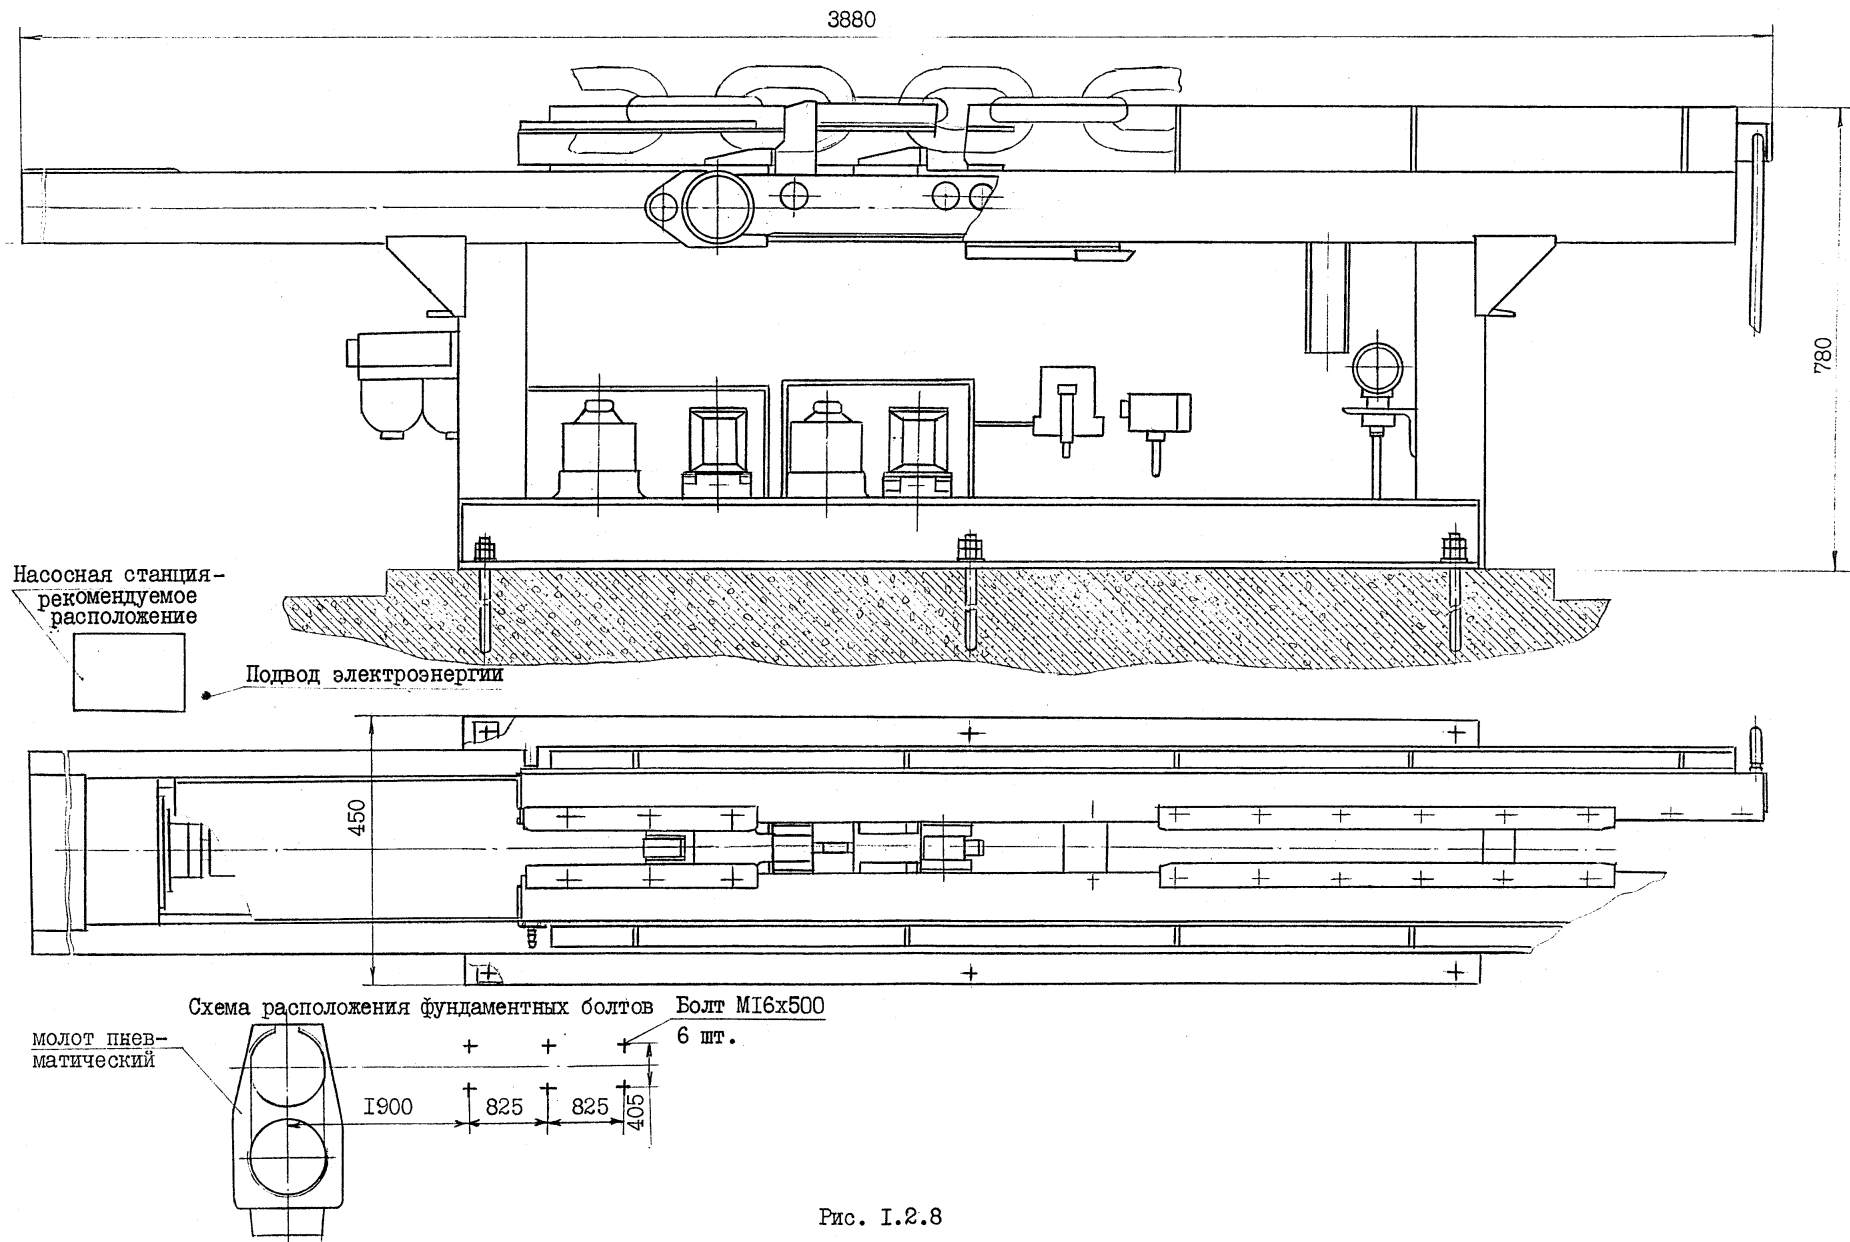 3880
780
Насосная станция-
рекомендуемое
расположение
Подвод электроэнергии
450
Схема расположения фундаментных болтов
Болт МI6х500
6 шт.
молот пнев-
матический
I900
825
825
405
Рис. I.2.8